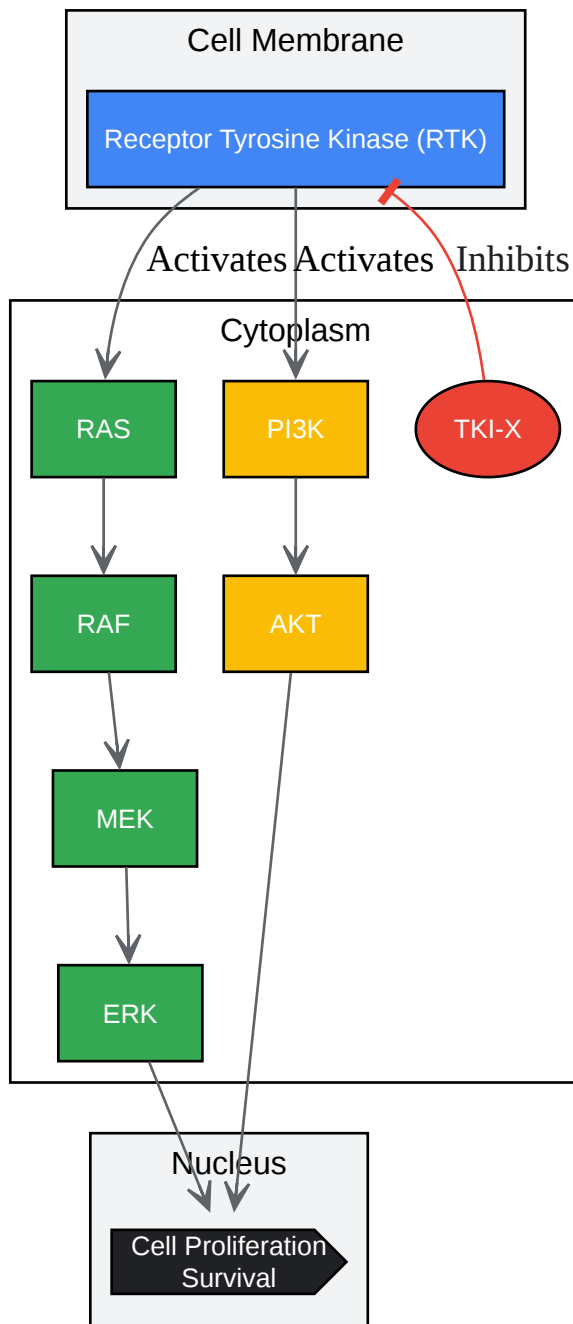 Cell Membrane
Receptor Tyrosine Kinase (RTK)
Activates Activates Inhibits
Cytoplasm
RAS PI3K TKI-X
RAF AKT
MEK
ERK
Nucleus
Cell Proliferation
Survival